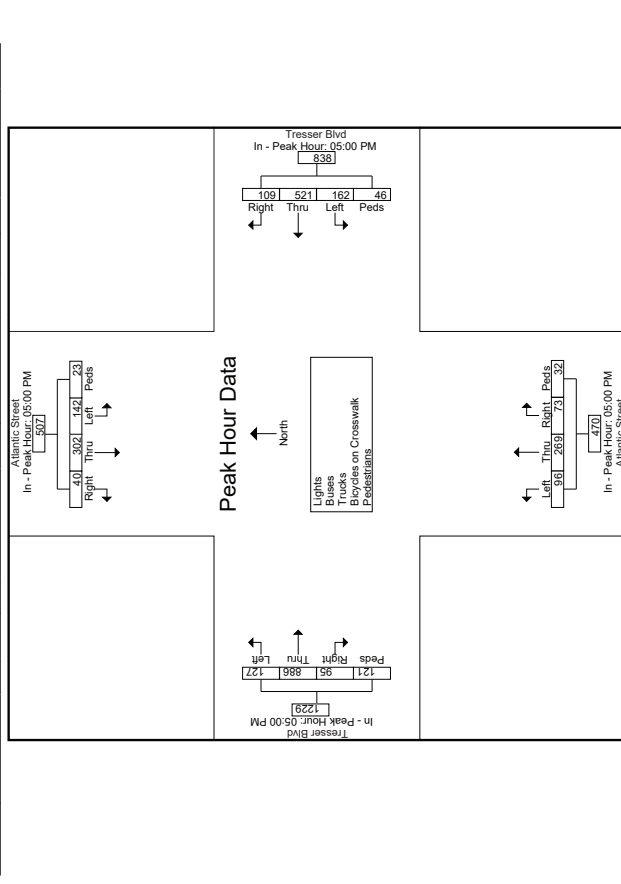 Tresser Blvd
In - Peak Hour: 05:00 PM
838
109 521 162 46
Right Thru Left Peds
Atlantic Street
In - Peak Hour: 05:00 PM
507
40 302 142 23
Right Thru Left Peds
Peak Hour Data
North
Lights
Buses
Trucks
Bicycles on Crosswalk
Pedestrians
Left Thru Right Peds
96 269 73 32
470
In - Peak Hour: 05:00 PM
Atlantic Street
Left Thru Right Peds
127 886 95 121
1229
In - Peak Hour: 05:00 PM
Tresser Blvd